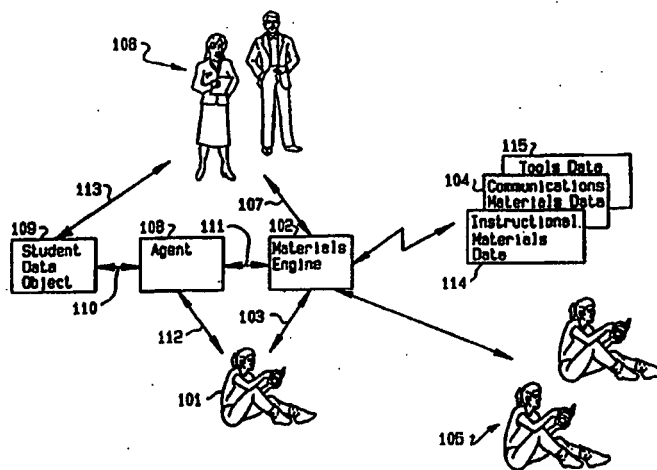 106
115
Tools Data
104
Communications
Materials Data
Instructional
Materials
Data
114
113
107
109
Student
Data
Object
108
Agent
111
102
Materials
Engine
110
112
103
101
105